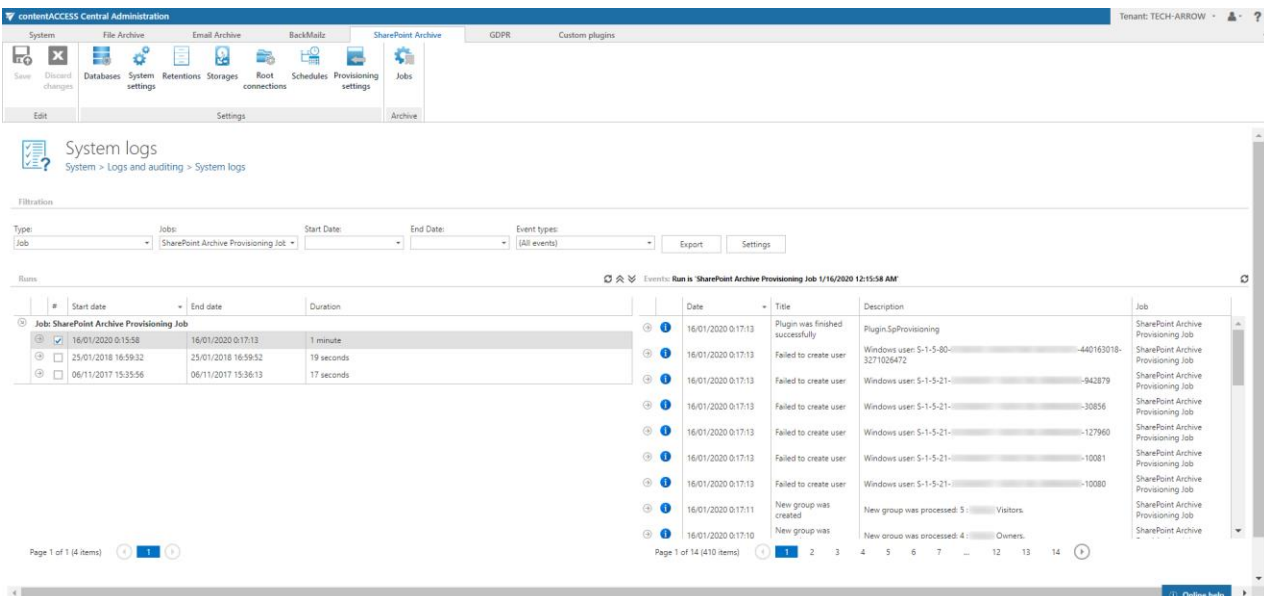 contentACCESS Central Administration
Tenant: TECH-ARROW
?
System File Archive Email Archive BackMailz SharePoint Archive GDPR Custom plugins
Save Discard changes Databases System settings Retentions Storages Root connections Schedules Provisioning settings Jobs
Edit Settings Archive
System logs
System > Logs and auditing > System logs
Filtration
Type: Jobs: Start Date: End Date: Event types:
Job SharePoint Archive Provisioning Job (All events) Export Settings
Runs
Events: Run is 'SharePoint Archive Provisioning Job 1/16/2020 12:15:58 AM'
# Start date End date Duration
Job: SharePoint Archive Provisioning Job
16/01/2020 0:15:58 16/01/2020 0:17:13 1 minute
25/01/2018 16:59:32 25/01/2018 16:59:52 19 seconds
06/11/2017 15:35:56 06/11/2017 15:36:13 17 seconds
Page 1 of 1 (4 items) 1
Date Title Description Job
16/01/2020 0:17:13 Plugin was finished successfully Plugin.SpProvisioning SharePoint Archive Provisioning Job
16/01/2020 0:17:13 Failed to create user Windows user: S-1-5-80- -440163018-3271026472 SharePoint Archive Provisioning Job
16/01/2020 0:17:13 Failed to create user Windows user: S-1-5-21- -942879 SharePoint Archive Provisioning Job
16/01/2020 0:17:13 Failed to create user Windows user: S-1-5-21- -30856 SharePoint Archive Provisioning Job
16/01/2020 0:17:13 Failed to create user Windows user: S-1-5-21- -127960 SharePoint Archive Provisioning Job
16/01/2020 0:17:13 Failed to create user Windows user: S-1-5-21- -10081 SharePoint Archive Provisioning Job
16/01/2020 0:17:13 Failed to create user Windows user: S-1-5-21- -10080 SharePoint Archive Provisioning Job
16/01/2020 0:17:11 New group was created New group was processed: 5 : Visitors. SharePoint Archive Provisioning Job
16/01/2020 0:17:10 New group was New group was processed: 4 : Owners. SharePoint Archive
Page 1 of 14 (410 items) 1 2 3 4 5 6 7 ... 12 13 14
Online help